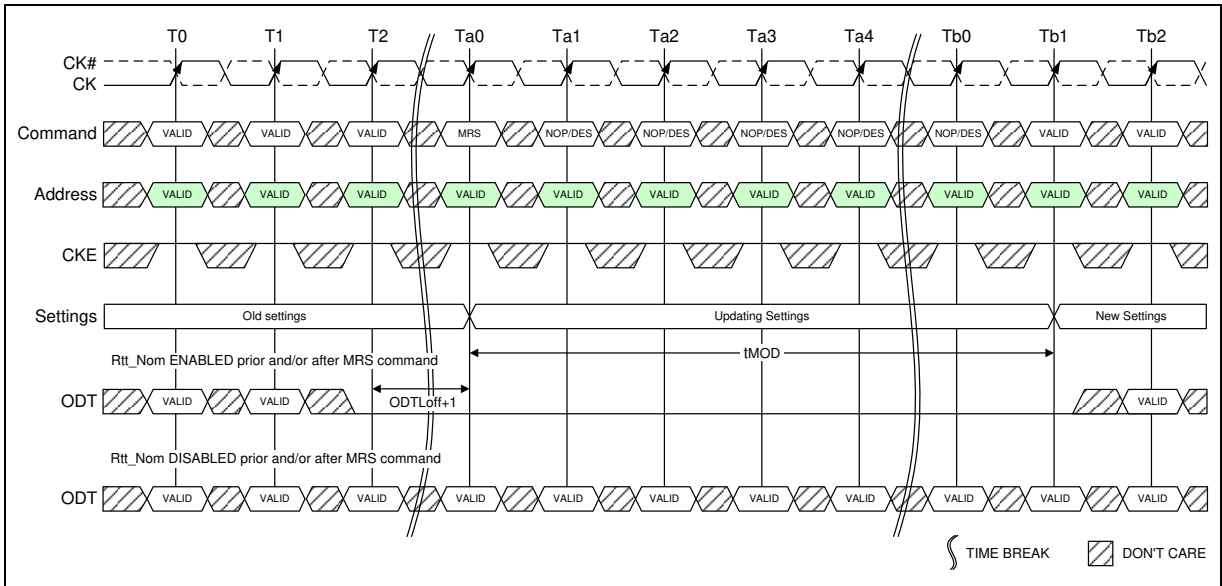 T0 T1 T2 Ta0 Ta1 Ta2 Ta3 Ta4 Tb0 Tb1 Tb2
CK#
CK
Command VALID VALID VALID MRS NOP/DES NOP/DES NOP/DES NOP/DES NOP/DES VALID VALID
Address VALID VALID VALID VALID VALID VALID VALID VALID VALID VALID VALID
CKE
Settings Old settings Updating Settings New Settings
Rtt_Nom ENABLED prior and/or after MRS command
tMOD
ODTLoff+1
ODT VALID VALID VALID
Rtt_Nom DISABLED prior and/or after MRS command
ODT VALID VALID VALID VALID VALID VALID VALID VALID VALID VALID VALID
TIME BREAK DON'T CARE